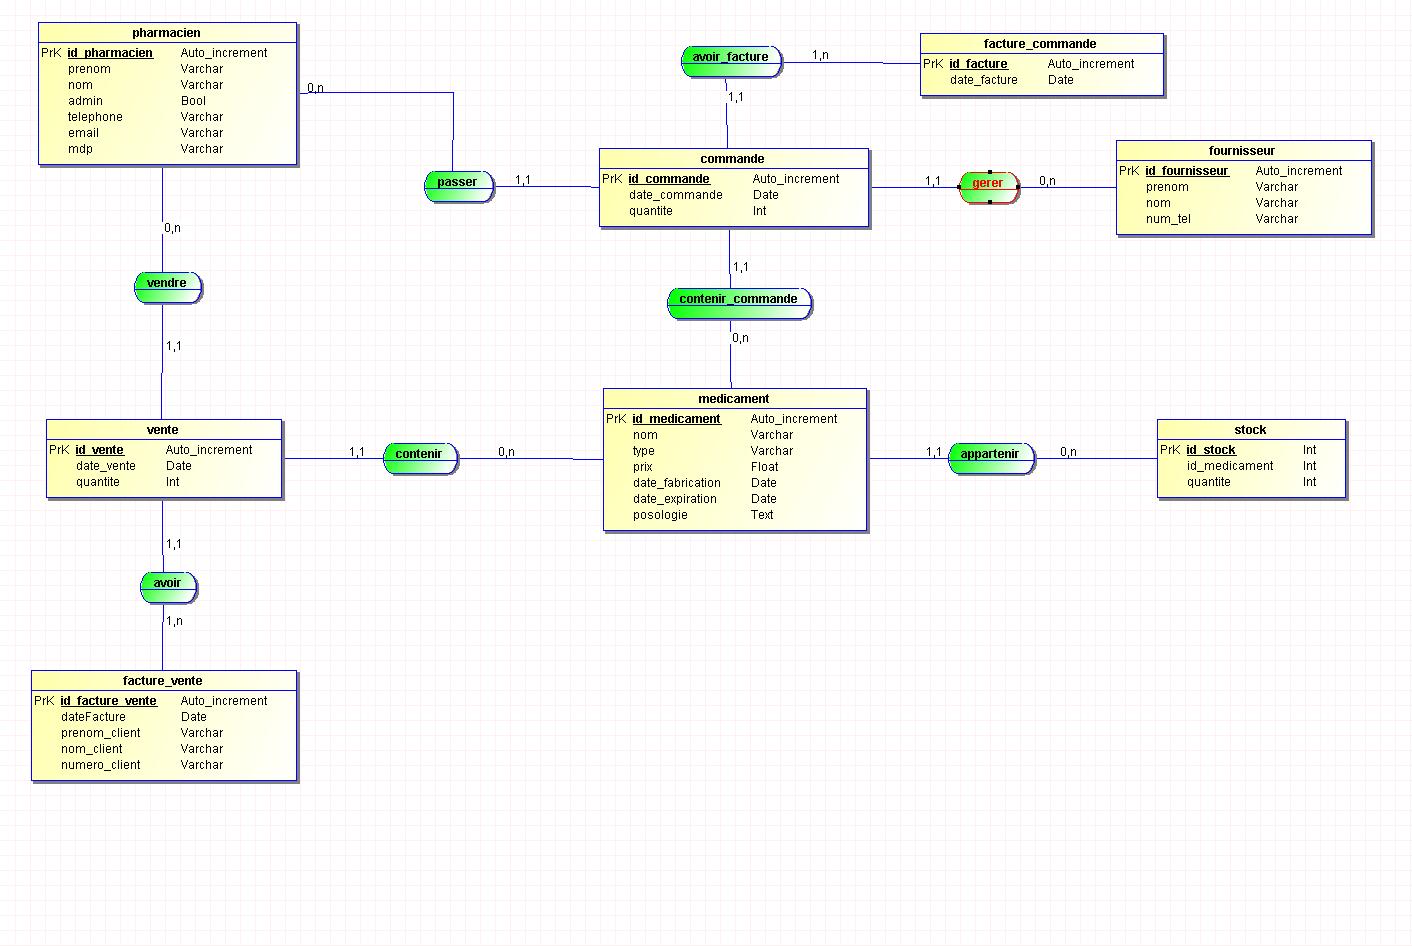 pharmacien
PrK id_pharmacien Auto_increment
prenom Varchar
nom Varchar
admin Bool
telephone Varchar
email Varchar
mdp Varchar
avoir_facture
1,n
facture_commande
PrK id_facture Auto_increment
date_facture Date
0,n
1,1
passer
1,1
commande
PrK id_commande Auto_increment
date_commande Date
quantite Int
1,1
gerer
0,n
fournisseur
PrK id_fournisseur Auto_increment
prenom Varchar
nom Varchar
num_tel Varchar
0,n
vendre
1,1
1,1
contenir_commande
0,n
vente
PrK id_vente Auto_increment
date_vente Date
quantite Int
1,1
contenir
0,n
medicament
PrK id_medicament Auto_increment
nom Varchar
type Varchar
prix Float
date_fabrication Date
date_expiration Date
posologie Text
1,1
appartenir
0,n
stock
PrK id_stock Int
id_medicament Int
quantite Int
1,1
avoir
1,n
facture_vente
PrK id_facture_vente Auto_increment
dateFacture Date
prenom_client Varchar
nom_client Varchar
numero_client Varchar